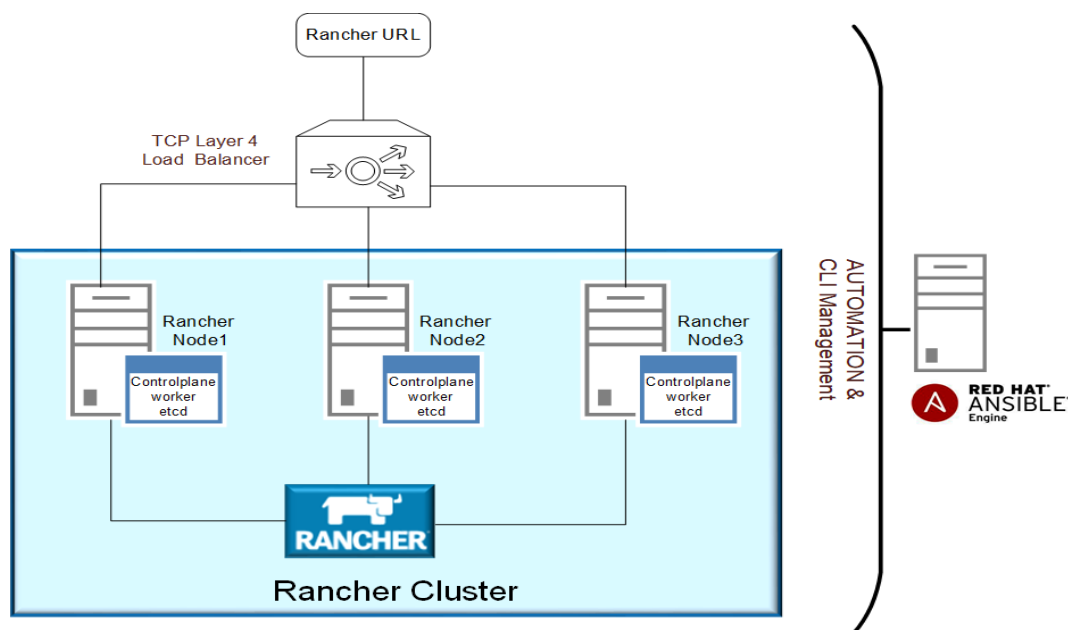 Rancher URL
TCP Layer 4
Load Balancer
Rancher
Node1
Controlplane
worker
etcd
Rancher
Node2
Controlplane
worker
etcd
Rancher
Node3
Controlplane
worker
etcd
RANCHER
Rancher Cluster
AUTOMATION &
CLI Management
A
RED HAT®
ANSIBLE
Engine